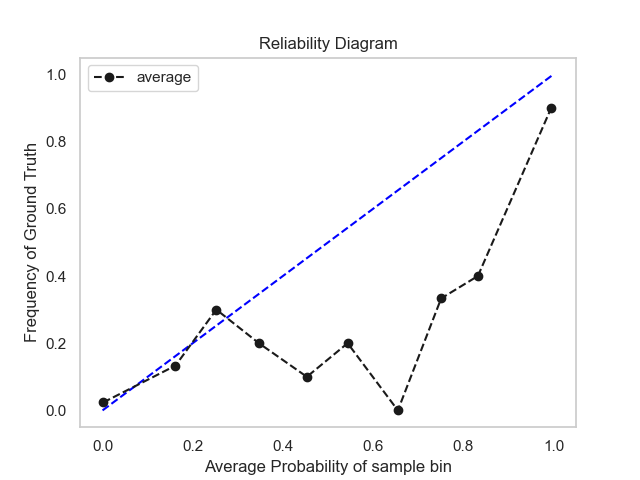 Reliability Diagram
average
1.0
0.8
0.6
0.4
0.2
0.0
Frequency of Ground Truth
0.0 0.2 0.4 0.6 0.8 1.0
Average Probability of sample bin